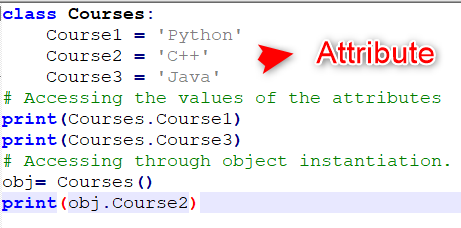 class Courses:
    Course1 = 'Python'
    Course2 = 'C++'
    Course3 = 'Java'
Attribute
# Accessing the values of the attributes
print(Courses.Course1)
print(Courses.Course3)
# Accessing through object instantiation.
obj= Courses()
print(obj.Course2)